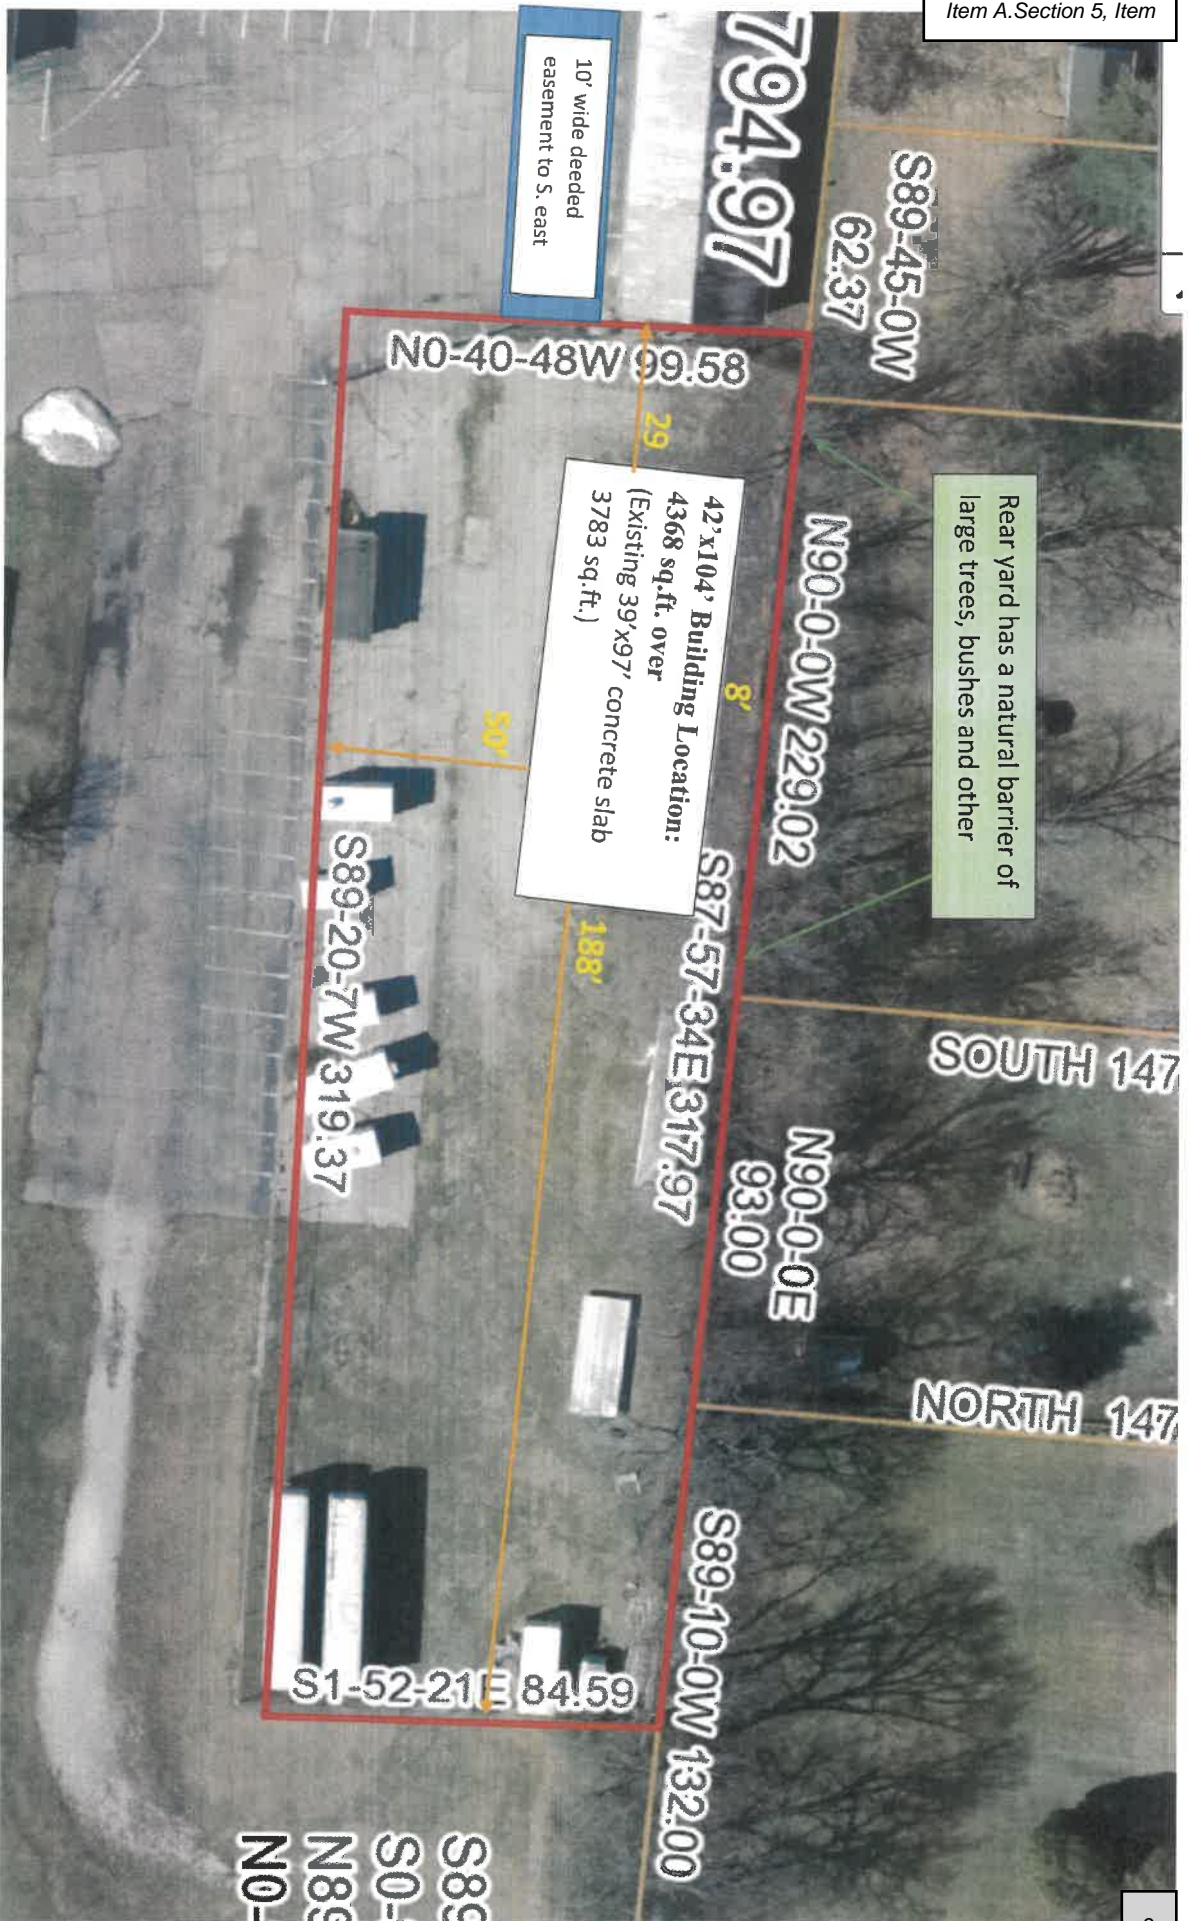 Item A.Section 5, Item
10' wide deeded
easement to S. east
794.97
S89-45-0W
62.37
N0-40-48W 99.58
29
42'x104' Building Location:
4368 sq.ft. over
(Existing 39'x97' concrete slab
3783 sq.ft.)
8'
50'
188'
Rear yard has a natural barrier of
large trees, bushes and other
N90-0-0W 229.02
S87-57-34E 317.97
S89-20-7W 319.37
SOUTH 147
N90-0-0E
93.00
NORTH 147
S89-10-0W 132.00
S1-52-21E 84.59
S89
S0-
N89
N0-